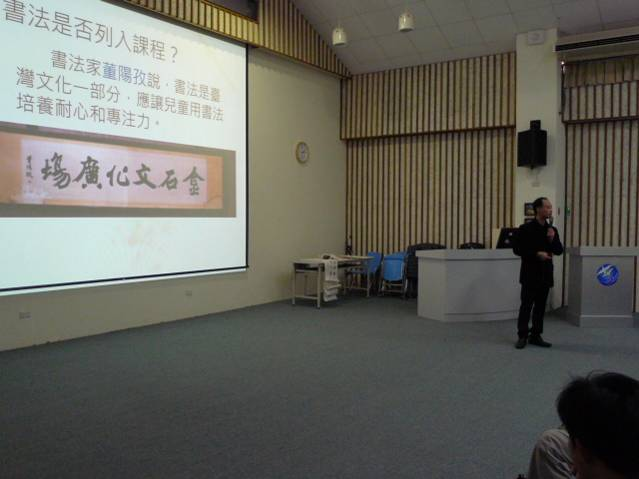 書法是否列入課程？
書法家董陽孜說，書法是臺
灣文化一部分，應讓兒童用書法
培養耐心和專注力。
場廣化文石金